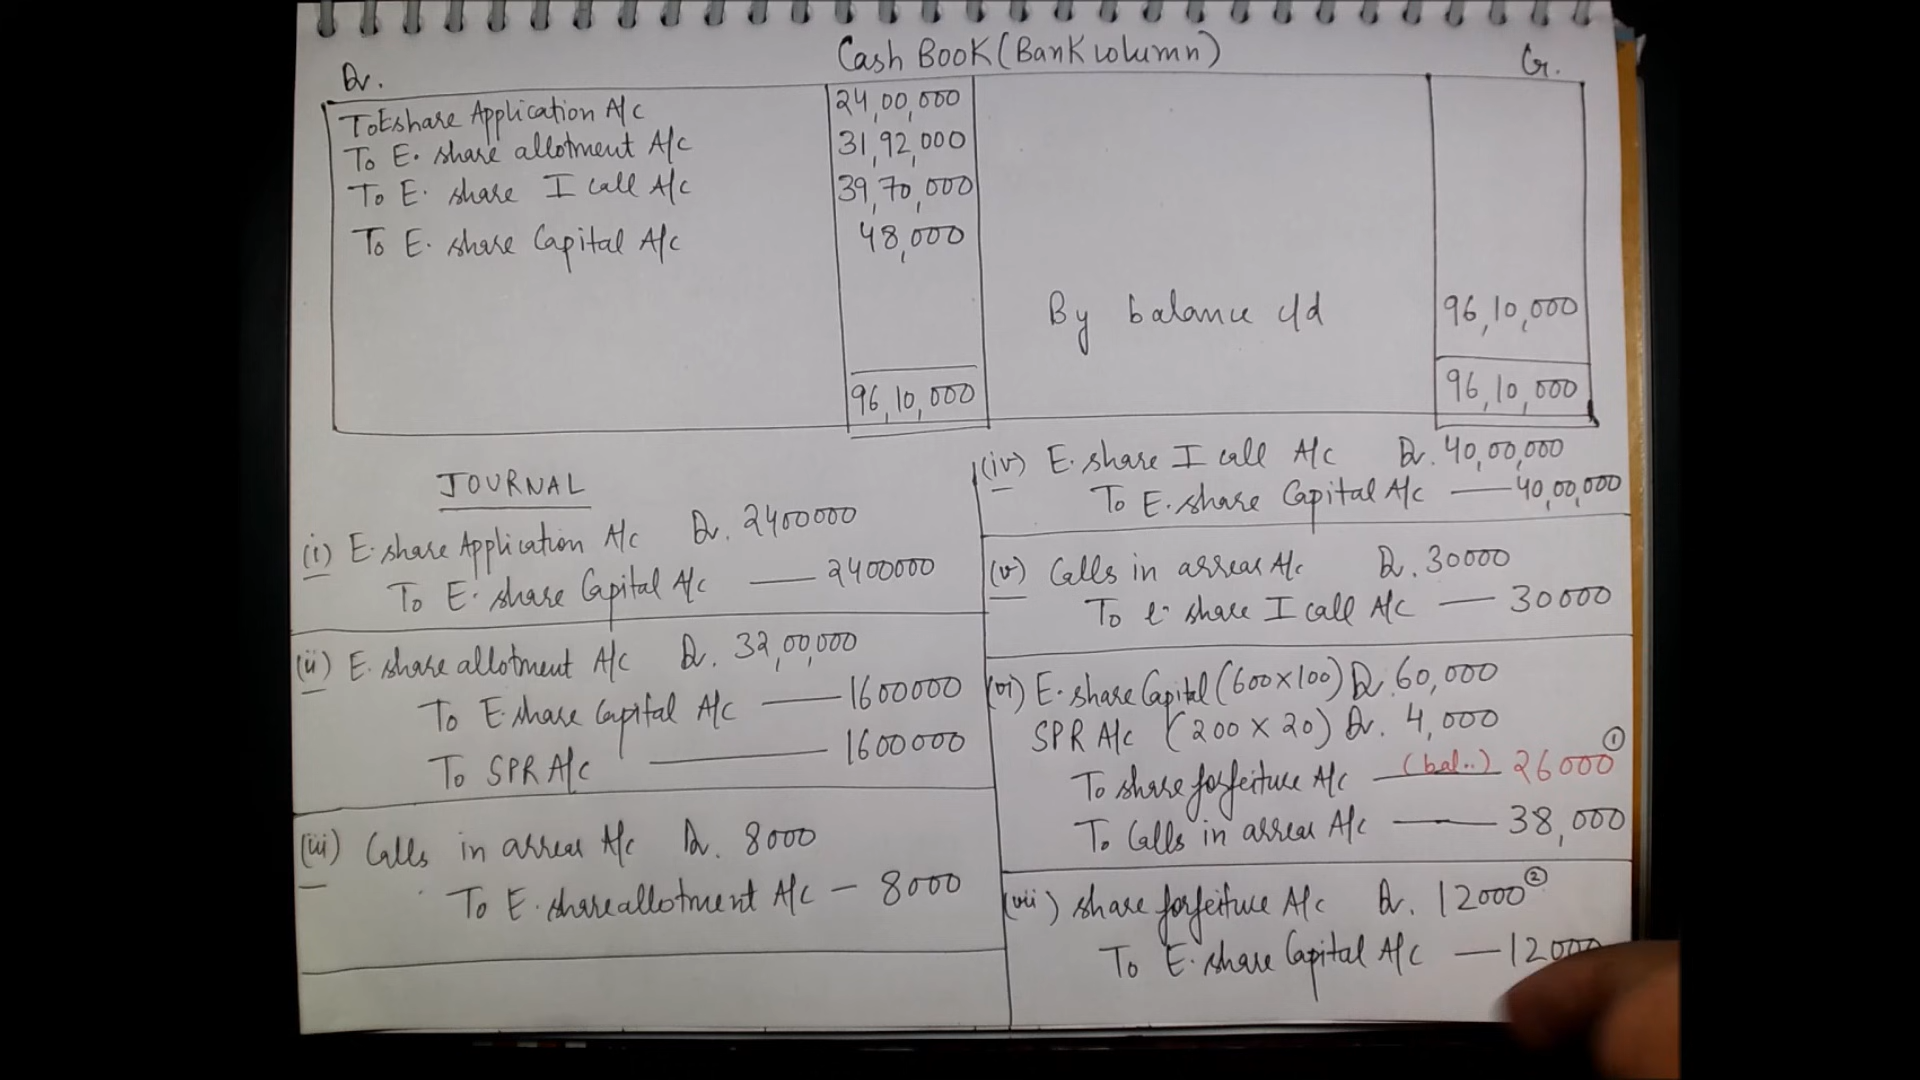 Cash Book (Bank column)
Dr. Cr.
To E share Application A/c 24,00,000
To E. share allotment A/c 31,92,000
To E. share I call A/c 39,70,000
To E. share Capital A/c 48,000
By balance c/d 96,10,000
96,10,000 96,10,000
JOURNAL
(i) E. share Application A/c Dr. 2400000
To E. share Capital A/c — 2400000
(ii) E. share allotment A/c Dr. 32,00,000
To E. share Capital A/c — 1600000
To SPR A/c — 1600000
(iii) Calls in arrear A/c Dr. 8000
To E. share allotment A/c — 8000
(iv) E. share I call A/c Dr. 40,00,000
To E. share Capital A/c — 40,00,000
(v) Calls in arrear A/c Dr. 30000
To E. share I call A/c — 30000
(vi) E. share Capital (600 × 100) Dr. 60,000
SPR A/c (200 × 20) Dr. 4,000
To share forfeiture A/c — (bal..) 26000 ①
To Calls in arrear A/c — 38,000
(vii) share forfeiture A/c Dr. 12000 ②
To E. share Capital A/c — 12000